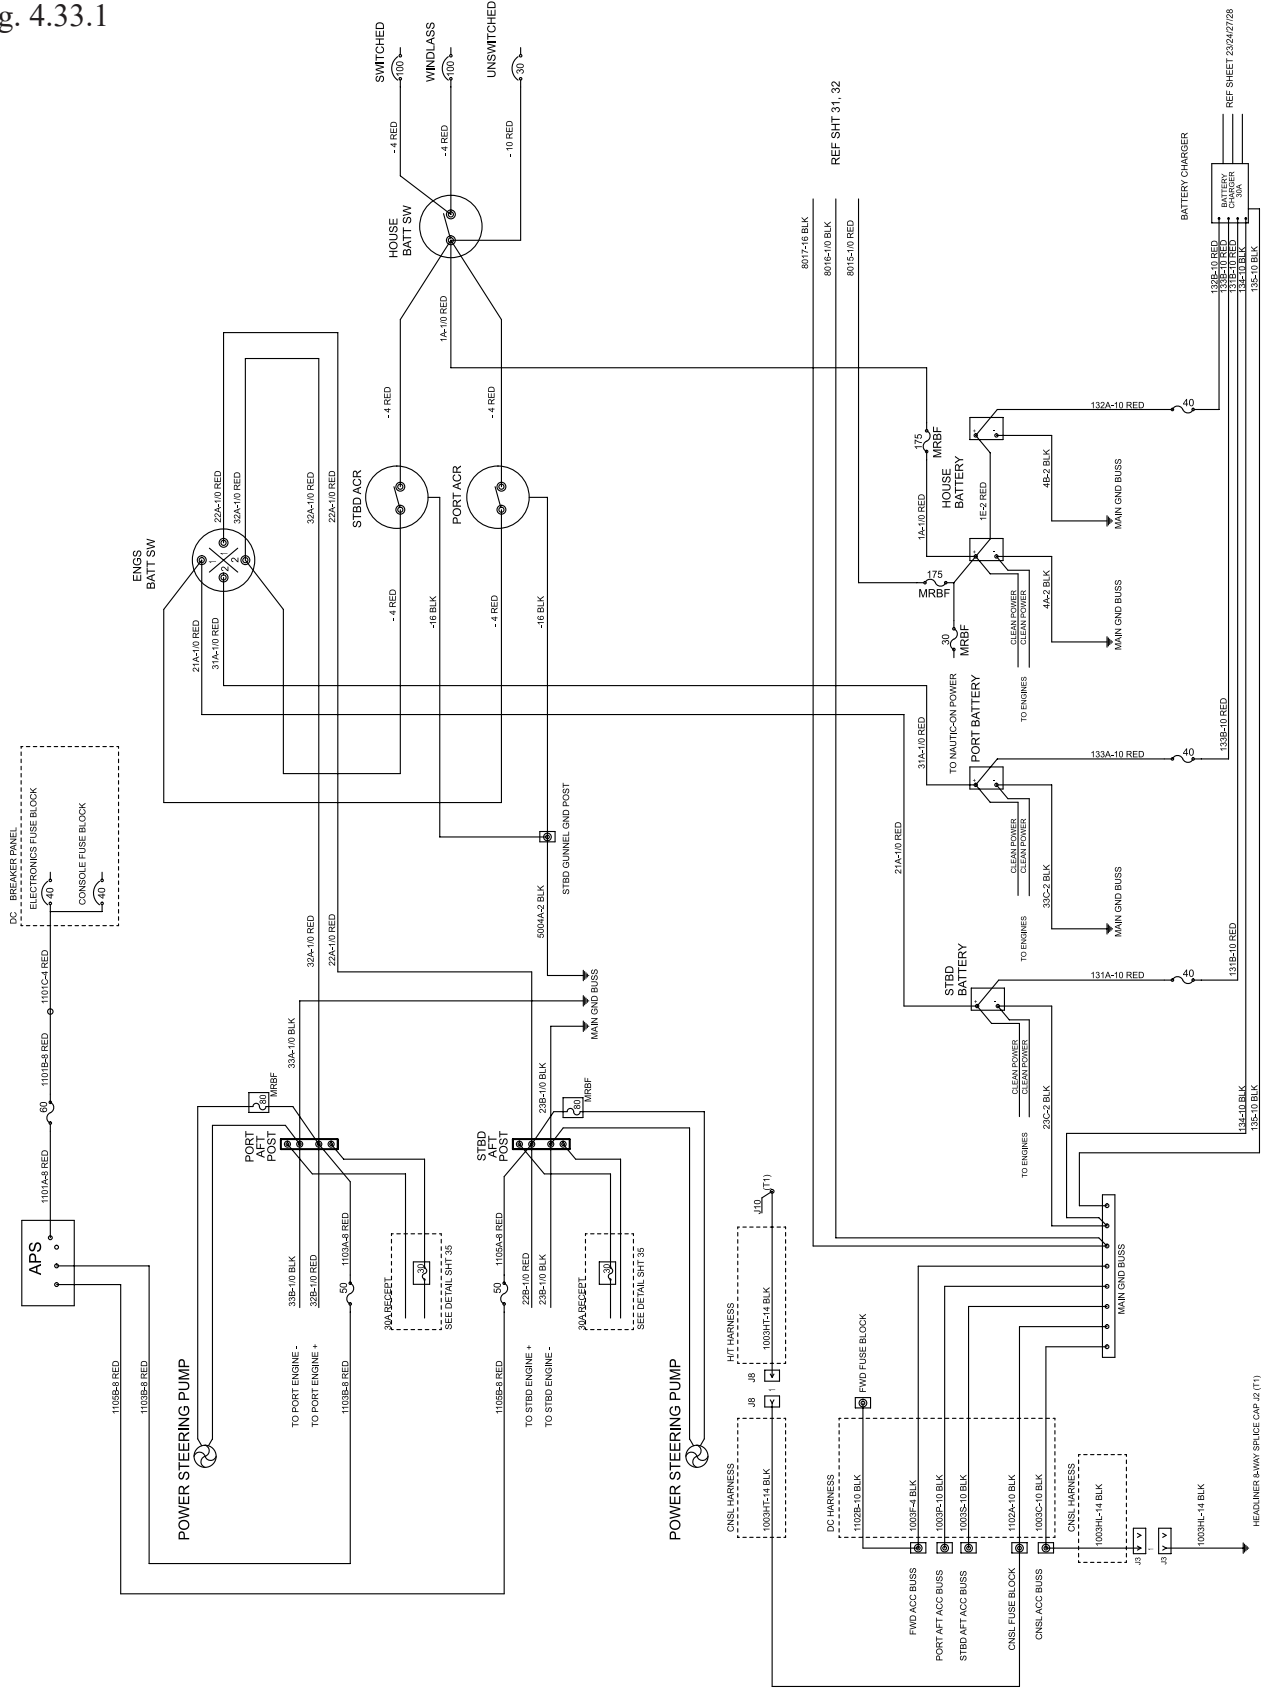 g. 4.33.1
SWITCHED
100
WINDLASS
100
UNSWITCHED
30
- 4 RED
- 4 RED
- 10 RED
HOUSE
BATT SW
1A-1/0 RED
- 4 RED
- 4 RED
STBD ACR
PORT ACR
- 4 RED
-16 BLK
- 4 RED
-16 BLK
ENGS
BATT SW
1
1
2
2
22A-1/0 RED
32A-1/0 RED
32A-1/0 RED
22A-1/0 RED
21A-1/0 RED
31A-1/0 RED
DC BREAKER PANEL
ELECTRONICS FUSE BLOCK
40
CONSOLE FUSE BLOCK
40
1101C-4 RED
1101B-8 RED
60
1101A-8 RED
APS
STBD GUNNEL GND POST
5004A-2 BLK
32A-1/0 RED
22A-1/0 RED
33A-1/0 BLK
23B-1/0 BLK
MAIN GND BUSS
80
MRBF
80
MRBF
PORT
AFT
POST
STBD
AFT
POST
33B-1/0 BLK
32B-1/0 RED
1103A-8 RED
50
1103B-8 RED
30A RECEPT
30
SEE DETAIL SHT 35
1105A-8 RED
50
1105B-8 RED
22B-1/0 RED
23B-1/0 BLK
30A RECEPT
30
SEE DETAIL SHT 35
TO PORT ENGINE -
TO PORT ENGINE +
TO STBD ENGINE +
TO STBD ENGINE -
1105B-8 RED
1103B-8 RED
POWER STEERING PUMP
POWER STEERING PUMP
REF SHT 31, 32
8017-16 BLK
8016-1/0 BLK
8015-1/0 RED
REF SHEET 23/24/27/28
BATTERY CHARGER
BATTERY
CHARGER
30A
132B-10 RED
133B-10 RED
131B-10 RED
134-10 BLK
135-10 BLK
175
MRBF
1A-1/0 RED
HOUSE
BATTERY
+
-
132A-10 RED
40
1E-2 RED
4B-2 BLK
MAIN GND BUSS
+
-
175
MRBF
30
MRBF
TO NAUTIC-ON POWER
CLEAN POWER
CLEAN POWER
TO ENGINES
4A-2 BLK
MAIN GND BUSS
PORT BATTERY
31A-1/0 RED
+
-
133A-10 RED
40
133B-10 RED
CLEAN POWER
CLEAN POWER
TO ENGINES
33C-2 BLK
MAIN GND BUSS
21A-1/0 RED
STBD
BATTERY
+
-
131A-10 RED
40
131B-10 RED
CLEAN POWER
CLEAN POWER
TO ENGINES
23C-2 BLK
134-10 BLK
135-10 BLK
MAIN GND BUSS
J10
(T1)
H/T HARNESS
1003HT-14 BLK
J8
1
J8
CNSL HARNESS
1003HT-14 BLK
FWD FUSE BLOCK
DC HARNESS
1102B-10 BLK
1003F-4 BLK
1003P-10 BLK
1003S-10 BLK
1102A-10 BLK
1003C-10 BLK
FWD ACC BUSS
PORT AFT ACC BUSS
STBD AFT ACC BUSS
CNSL FUSE BLOCK
CNSL ACC BUSS
CNSL HARNESS
1003HL-14 BLK
J3
1
J3
1003HL-14 BLK
HEADLINER 8-WAY SPLICE CAP J2 (T1)